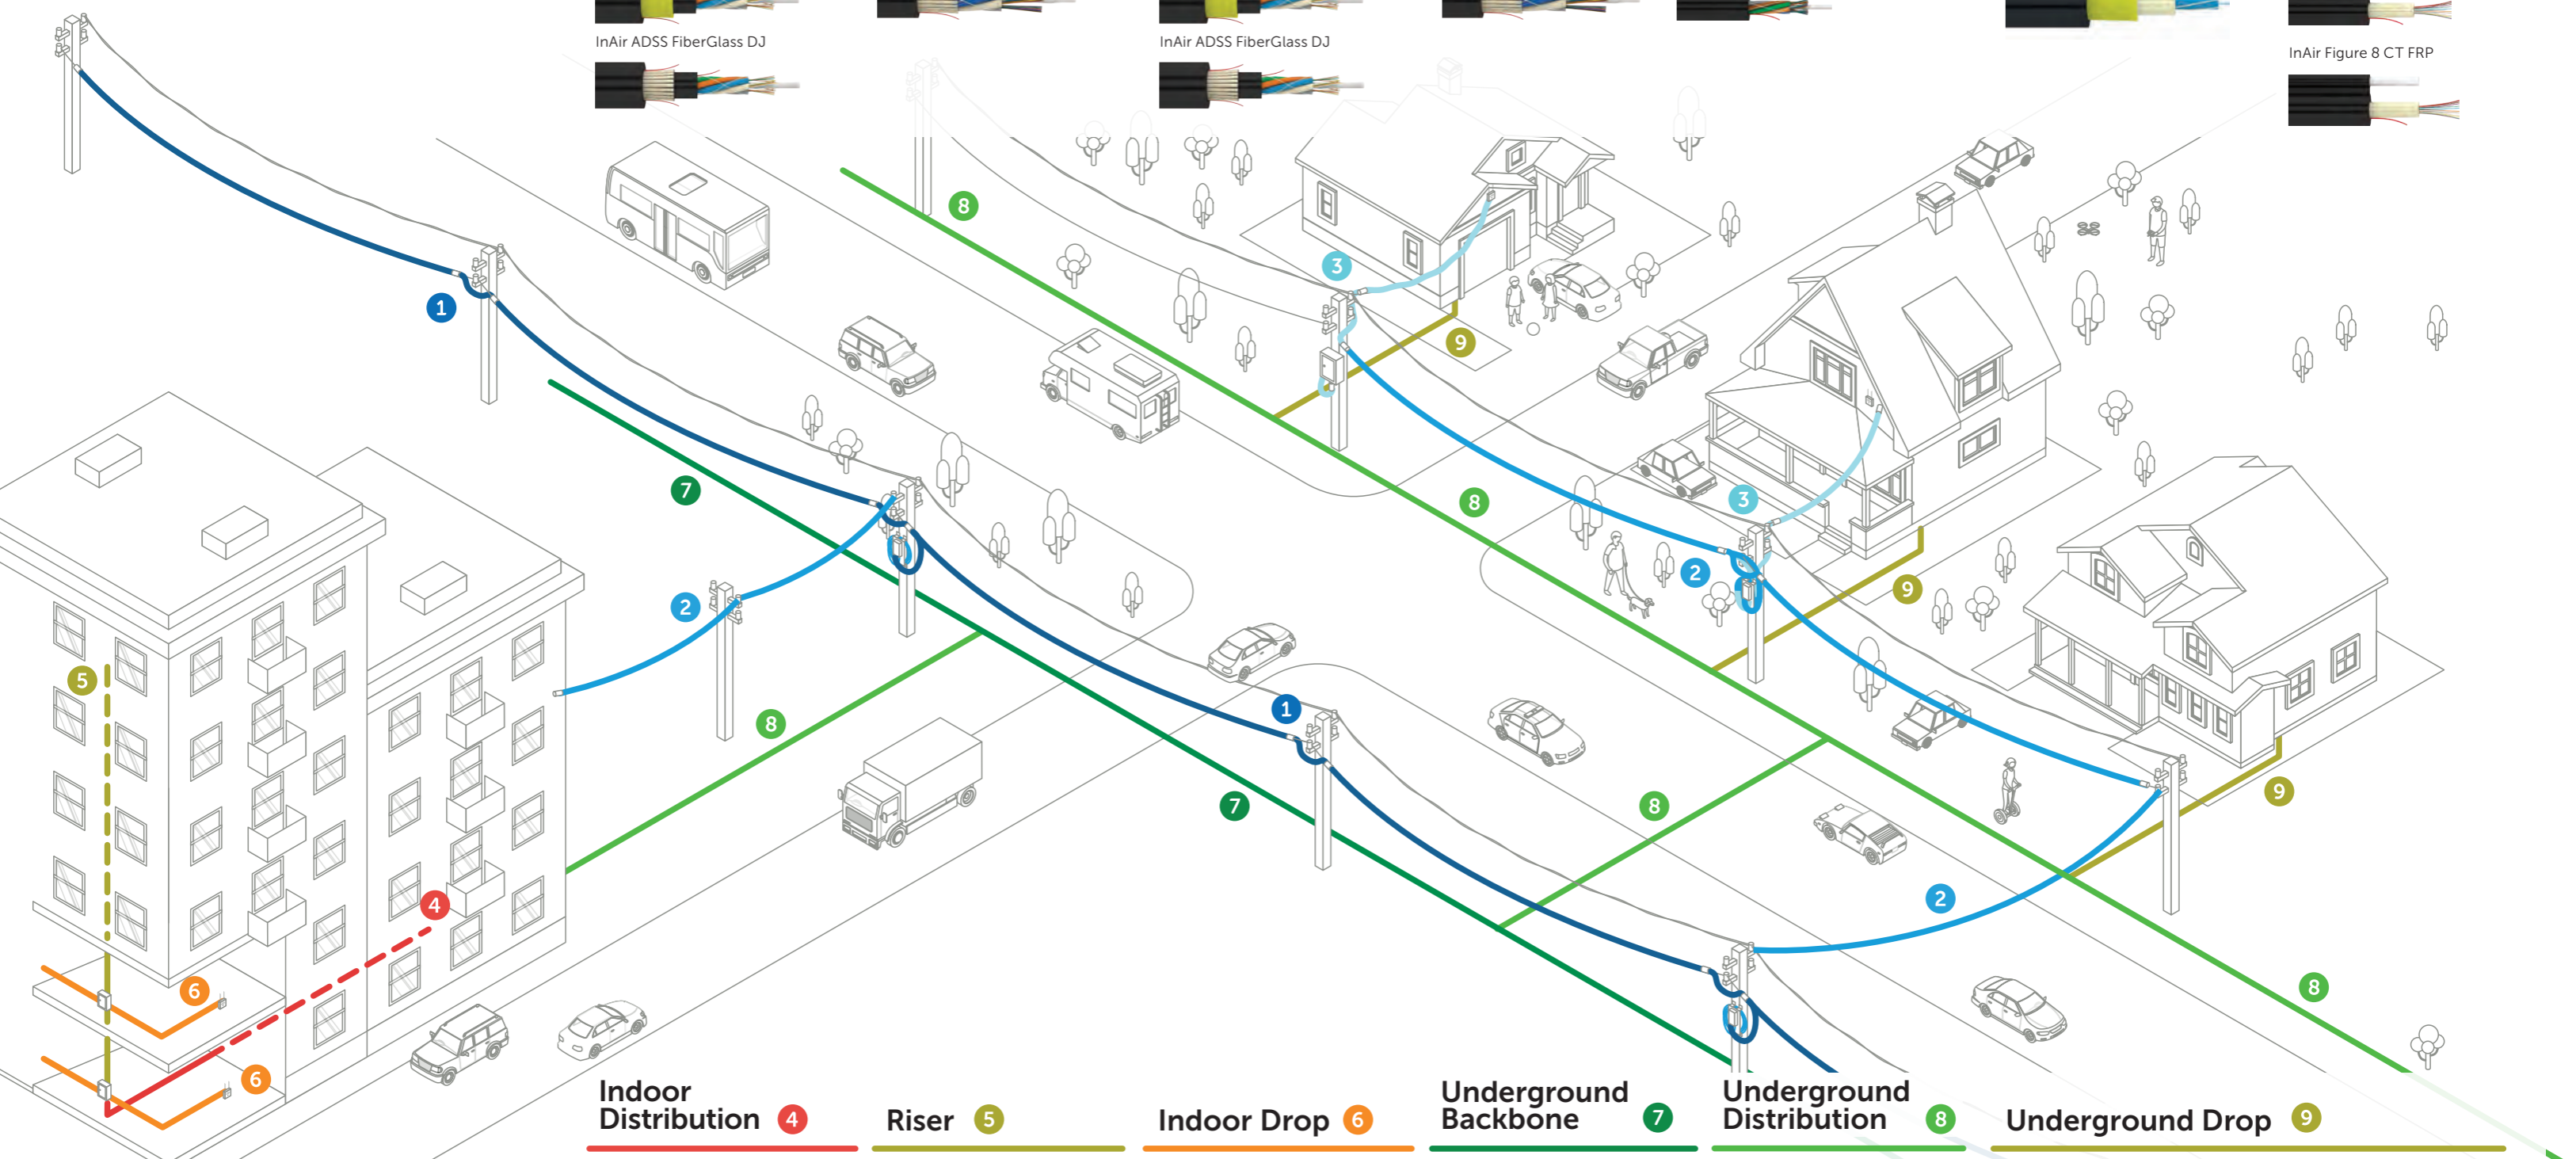 InAir ADSS FiberGlass DJ
InAir ADSS FiberGlass DJ
InAir Figure 8 CT FRP
8
3
1
9
7
8
3
2
9
2
5
1
8
9
7
8
2
4
8
6
6
Indoor
Distribution 4
Riser 5
Indoor Drop 6
Underground
Backbone 7
Underground
Distribution 8
Underground Drop 9